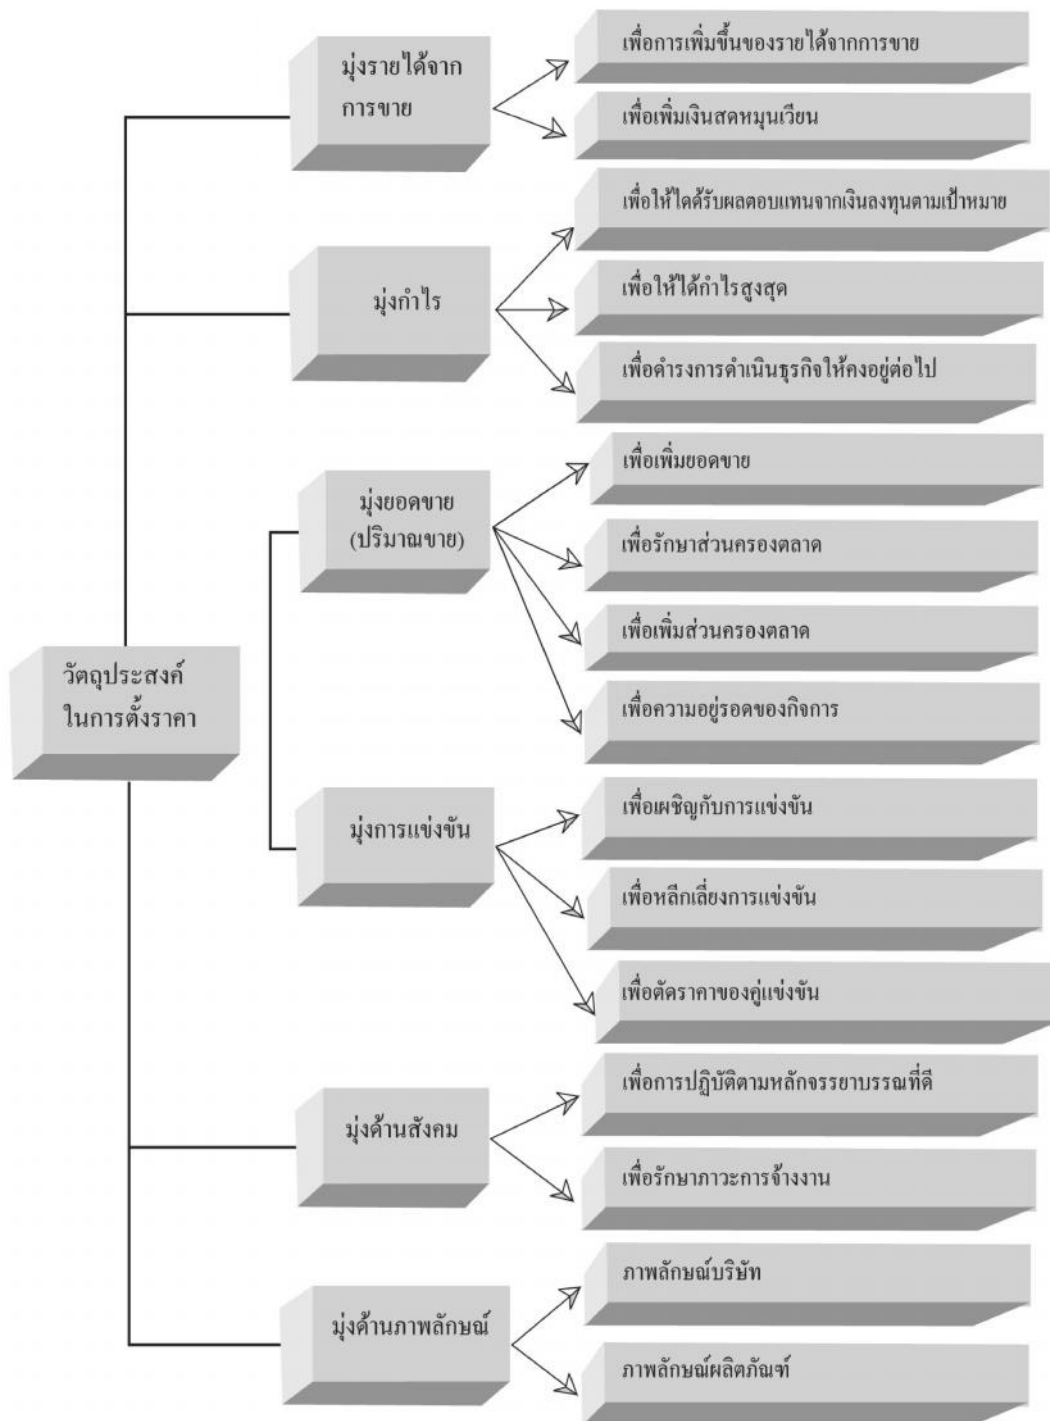 มุ่งรายได้จาก
การขาย
เพื่อการเพิ่มขึ้นของรายได้จากการขาย
เพื่อเพิ่มเงินสดหมุนเวียน
มุ่งกำไร
เพื่อให้ไดด้รับผลตอบแทนจากเงินลงทุนตามเป้าหมาย
เพื่อให้ได้กำไรสูงสุด
เพื่อดำรงการดำเนินธุรกิจให้คงอยู่ต่อไป
มุ่งยอดขาย
(ปริมาณขาย)
เพื่อเพิ่มยอดขาย
เพื่อรักษาส่วนครองตลาด
เพื่อเพิ่มส่วนครองตลาด
เพื่อความอยู่รอดของกิจการ
วัตถุประสงค์
ในการตั้งราคา
มุ่งการแข่งขัน
เพื่อเผชิญกับการแข่งขัน
เพื่อหลีกเลี่ยงการแข่งขัน
เพื่อตัดราคาของคู่แข่งขัน
มุ่งด้านสังคม
เพื่อการปฏิบัติตามหลักจรรยาบรรณที่ดี
เพื่อรักษาภาวะการจ้างงาน
มุ่งด้านภาพลักษณ์
ภาพลักษณ์บริษัท
ภาพลักษณ์ผลิตภัณฑ์